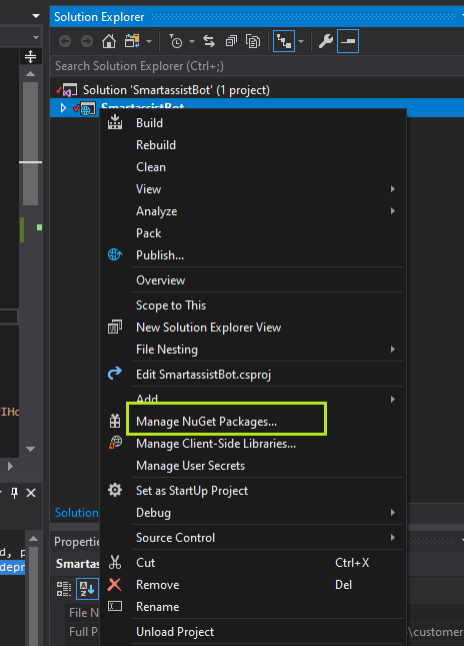 Solution Explorer
Search Solution Explorer (Ctrl+;)
Solution 'SmartassistBot' (1 project)
SmartassistBot
Build
Rebuild
Clean
View
Analyze
Pack
Publish...
Overview
Scope to This
New Solution Explorer View
File Nesting
Edit SmartassistBot.csproj
Add
Manage NuGet Packages...
Manage Client-Side Libraries...
Manage User Secrets
Set as StartUp Project
Debug
Source Control
Cut Ctrl+X
Remove Del
Rename
Unload Project
PIHo
Solution
Properti
Smartas
d, p
depr
File N
Full P
\customer